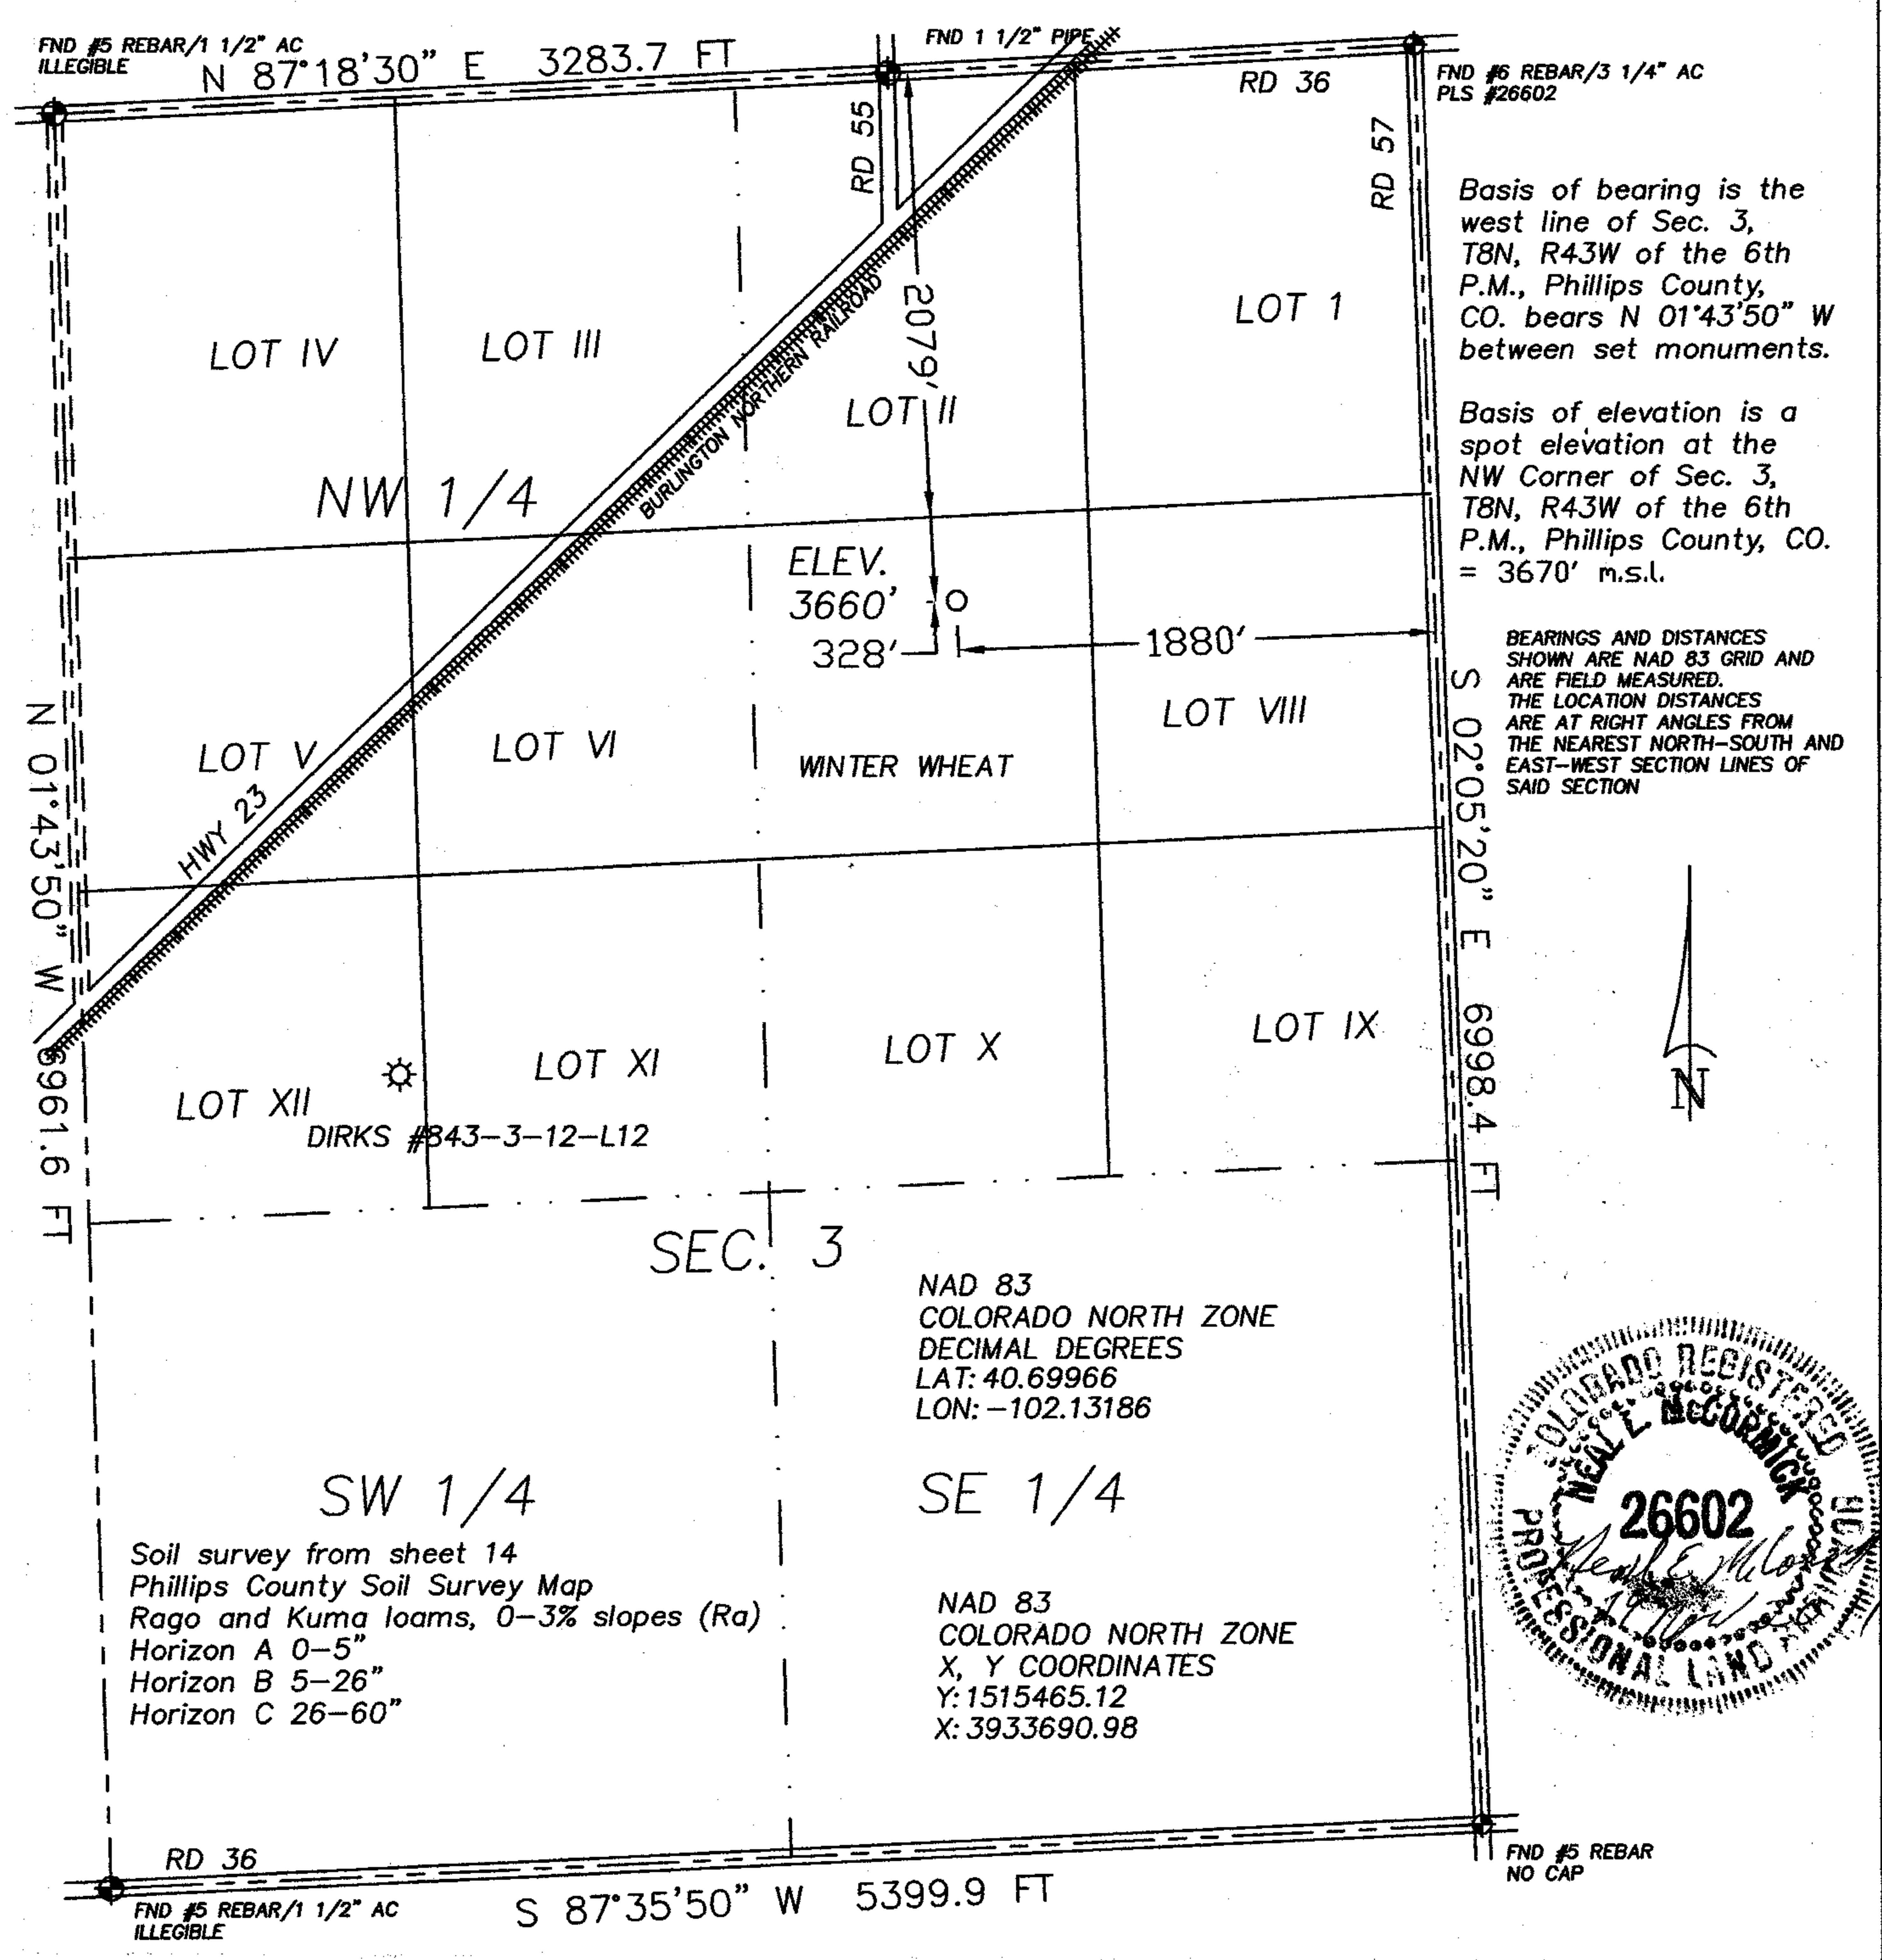 FND #5 REBAR/1 1/2" AC
ILLEGIBLE
N 87°18'30" E 3283.7 FT
FND 1 1/2" PIPE
RD 36
FND #6 REBAR/3 1/4" AC
PLS #26602
RD 55
RD 57
Basis of bearing is the
west line of Sec. 3,
T8N, R43W of the 6th
P.M., Phillips County,
CO. bears N 01°43'50" W
between set monuments.
Basis of elevation is a
spot elevation at the
NW Corner of Sec. 3,
T8N, R43W of the 6th
P.M., Phillips County, CO.
= 3670' m.s.l.
BEARINGS AND DISTANCES
SHOWN ARE NAD 83 GRID AND
ARE FIELD MEASURED.
THE LOCATION DISTANCES
ARE AT RIGHT ANGLES FROM
THE NEAREST NORTH-SOUTH AND
EAST-WEST SECTION LINES OF
SAID SECTION
LOT IV
LOT III
BURLINGTON NORTHERN RAILROAD
2079'
LOT 1
LOT II
NW 1/4
ELEV.
3660'
328'
1880'
LOT V
LOT VI
WINTER WHEAT
LOT VIII
HWY 23
N 01°43'50" W 6961.6 FT
S 02°05'20" E 6998.4 FT
LOT XII
LOT XI
LOT X
LOT IX
DIRKS #843-3-12-L12
N
SEC. 3
NAD 83
COLORADO NORTH ZONE
DECIMAL DEGREES
LAT: 40.69966
LON: -102.13186
SW 1/4
SE 1/4
Soil survey from sheet 14
Phillips County Soil Survey Map
Rago and Kuma loams, 0-3% slopes (Ra)
Horizon A 0-5"
Horizon B 5-26"
Horizon C 26-60"
NAD 83
COLORADO NORTH ZONE
X, Y COORDINATES
Y: 1515465.12
X: 3933690.98
COLORADO REGISTERED
NEAL E. McCORMICK
26602
PROFESSIONAL LAND
RD 36
FND #5 REBAR/1 1/2" AC
ILLEGIBLE
S 87°35'50" W 5399.9 FT
FND #5 REBAR
NO CAP